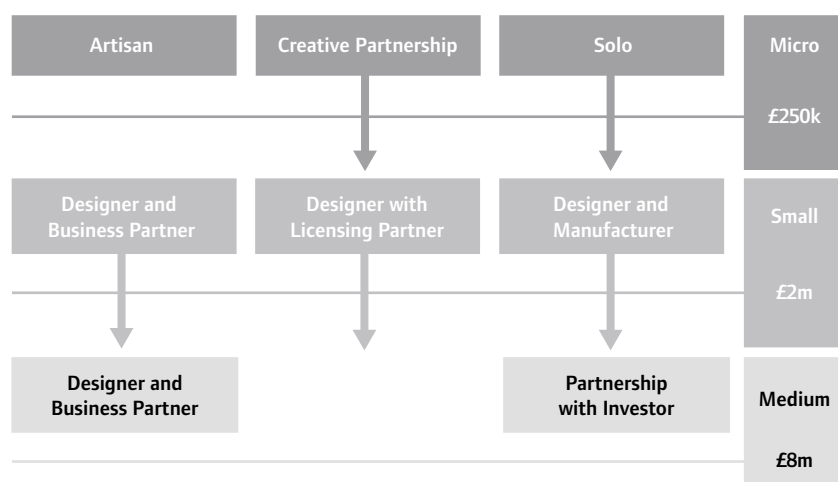 Artisan
Creative Partnership
Solo
Micro
£250k
Designer and
Business Partner
Designer with
Licensing Partner
Designer and
Manufacturer
Small
£2m
Designer and
Business Partner
Partnership
with Investor
Medium
£8m